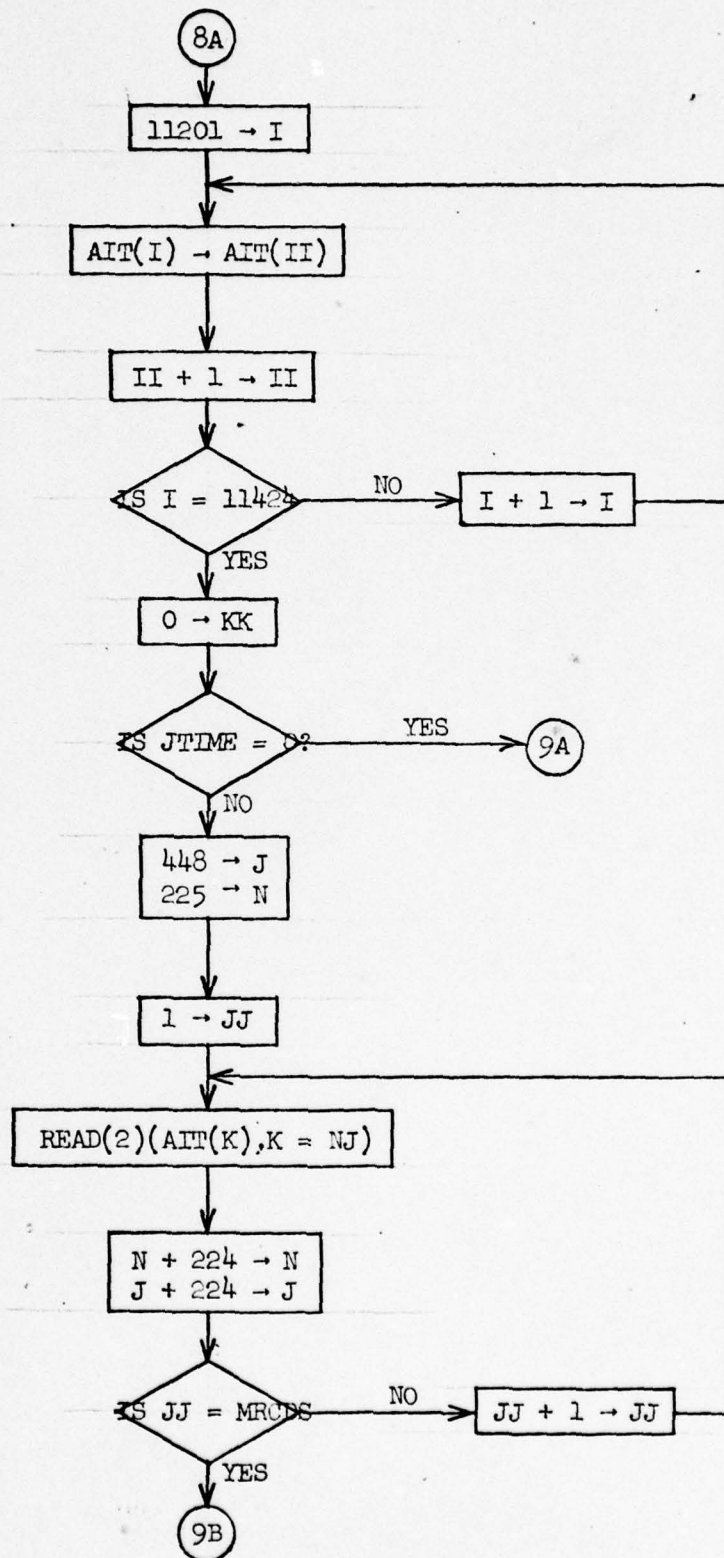 8A
11201 → I
AIT(I) → AIT(II)
II + 1 → II
IS I = 11424
NO
I + 1 → I
YES
0 → KK
IS JTIME = 0?
YES
9A
NO
448 → J
225 → N
1 → JJ
READ(2)(AIT(K),K = NJ)
N + 224 → N
J + 224 → J
IS JJ = MRCDS
NO
JJ + 1 → JJ
YES
9B